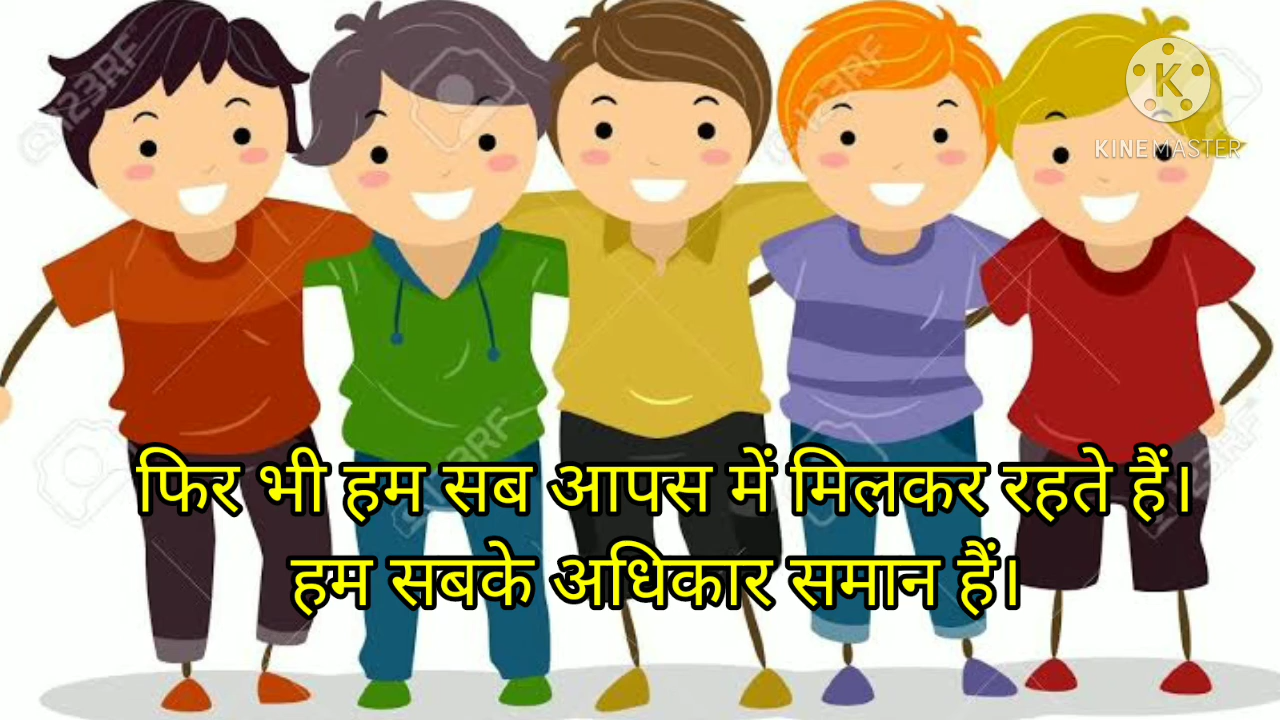 KINEMASTER
फिर भी हम सब आपस में मिलकर रहते हैं।
हम सबके अधिकार समान हैं।